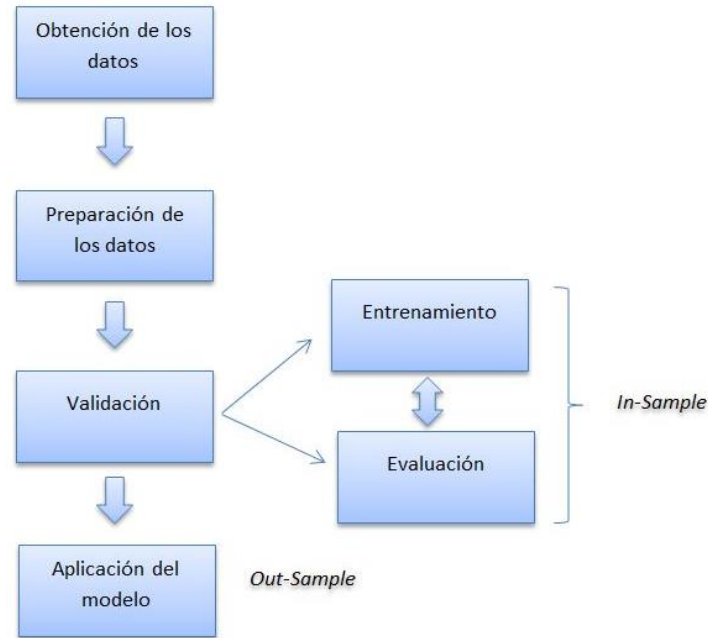 Obtención de los
datos
Preparación de
los datos
Entrenamiento
Validación
In-Sample
Evaluación
Aplicación del
modelo
Out-Sample